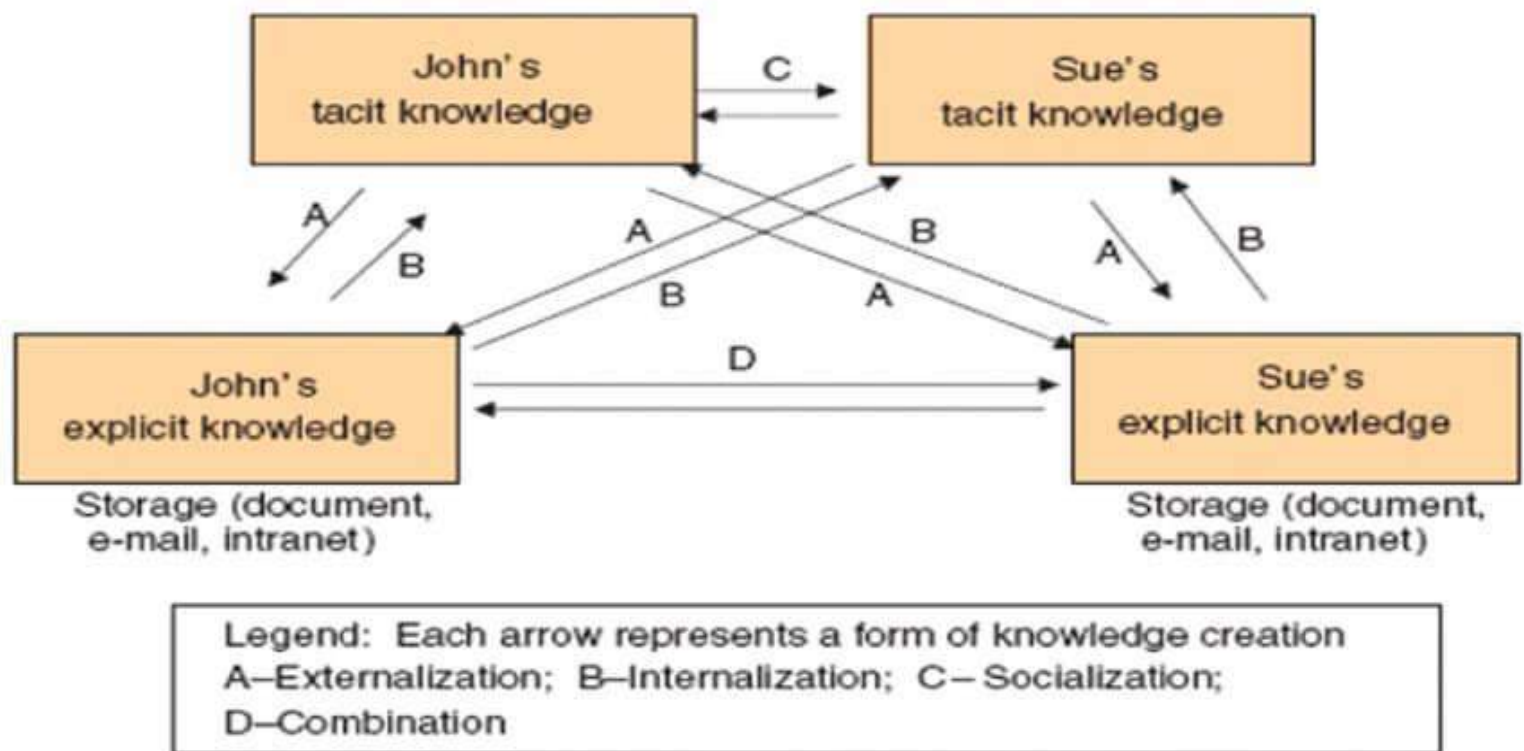 John's
tacit knowledge
C
Sue's
tacit knowledge
A
B
A
B
B
A
A
B
John's
explicit knowledge
D
Sue's
explicit knowledge
Storage (document,
e-mail, intranet)
Storage (document,
e-mail, intranet)
Legend: Each arrow represents a form of knowledge creation
A–Externalization; B–Internalization; C– Socialization;
D–Combination